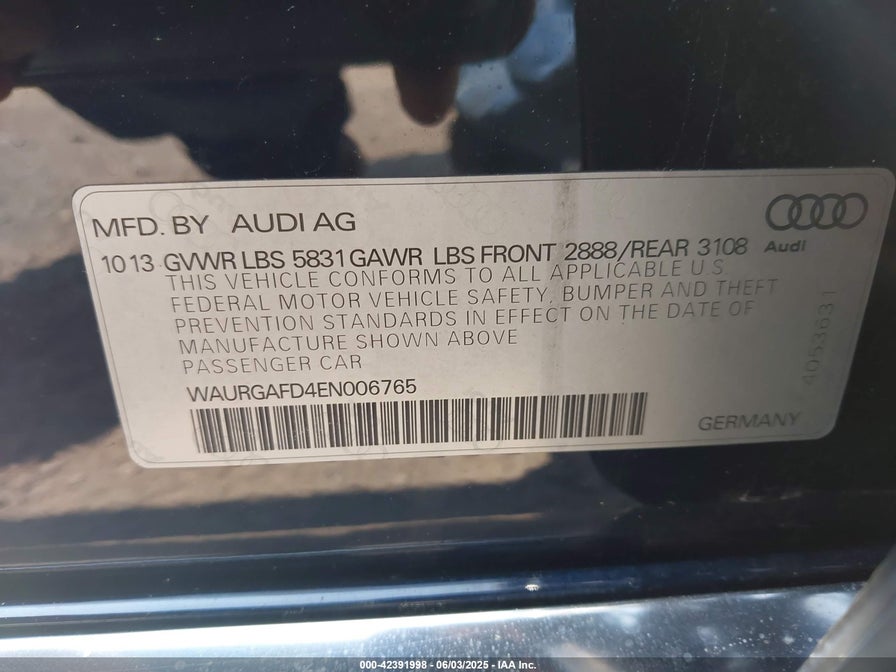 MFD. BY AUDI AG
10 13 GVWR LBS 5831 GAWR LBS FRONT 2888/REAR 3108
Audi
THIS VEHICLE CONFORMS TO ALL APPLICABLE U.S.
FEDERAL MOTOR VEHICLE SAFETY, BUMPER AND THEFT
PREVENTION STANDARDS IN EFFECT ON THE DATE OF
MANUFACTURE SHOWN ABOVE
PASSENGER CAR
WAURGAFD4EN006765
GERMANY
4053631
000-42391998 - 06/03/2025 - IAA Inc.